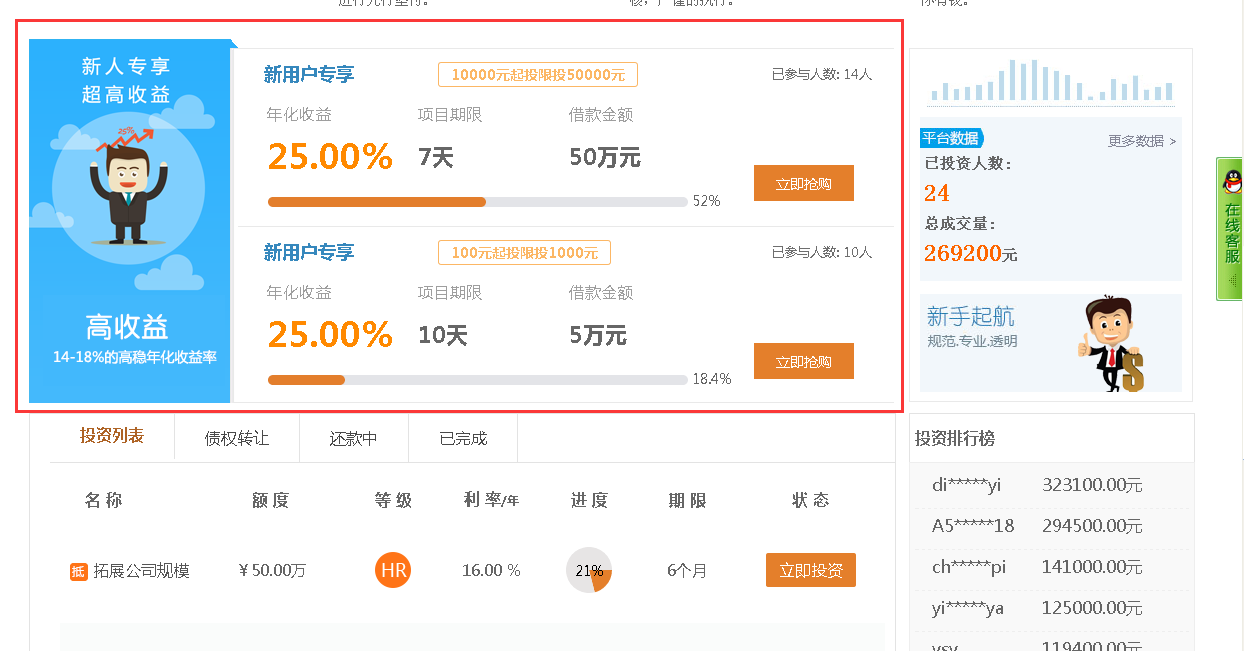 进行先行垫付。
核，严谨的执行。
新人专享
超高收益
25%
高收益
14-18%的高稳年化收益率
新用户专享
10000元起投限投50000元
已参与人数: 14人
年化收益
项目期限
借款金额
25.00%
7天
50万元
立即抢购
52%
新用户专享
100元起投限投1000元
已参与人数: 10人
年化收益
项目期限
借款金额
25.00%
10天
5万元
立即抢购
18.4%
平台数据
更多数据 >
已投资人数:
24
总成交量:
269200元
新手起航
规范.专业.透明
在线客服
投资列表
债权转让
还款中
已完成
名 称
额 度
等 级
利 率/年
进 度
期 限
状 态
抵 拓展公司规模
¥ 50.00万
HR
16.00 %
21%
6个月
立即投资
投资排行榜
di*****yi 323100.00元
A5*****18 294500.00元
ch*****pi 141000.00元
yi*****ya 125000.00元
119400.00元